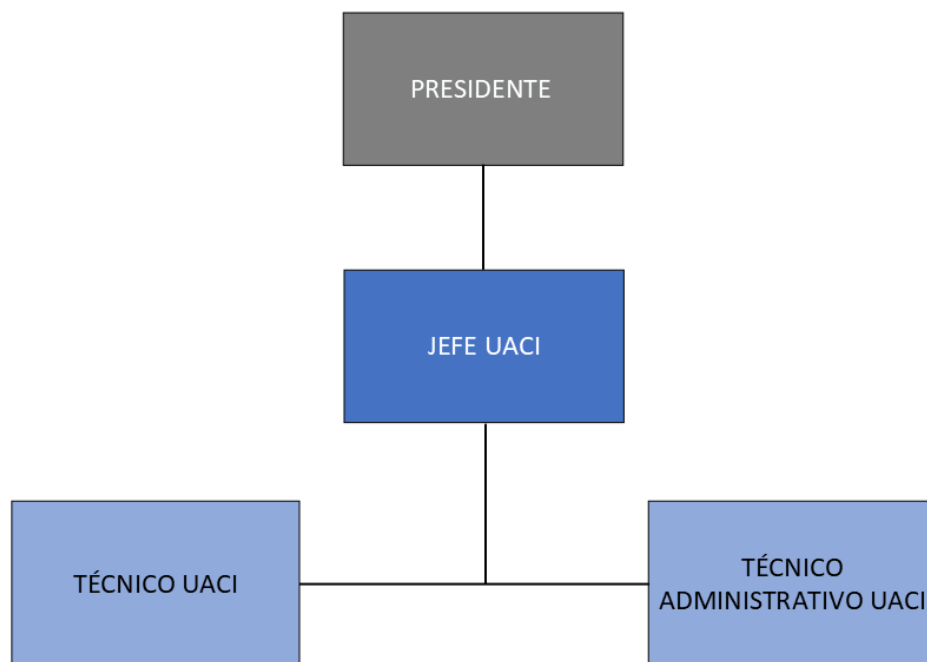 PRESIDENTE
JEFE UACI
TÉCNICO UACI
TÉCNICO
ADMINISTRATIVO UACI